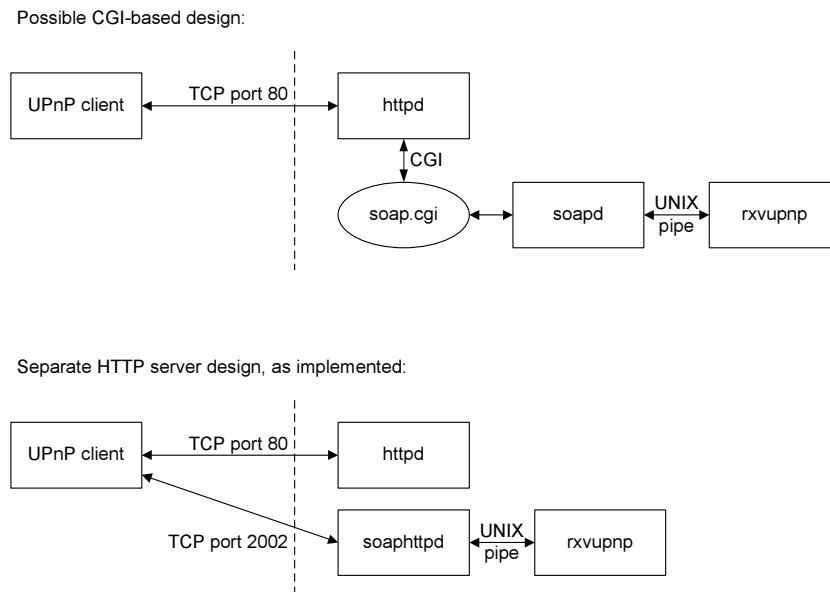 Possible CGI-based design:
UPnP client
TCP port 80
httpd
CGI
soap.cgi
soapd
UNIX
pipe
rxvupnp
Separate HTTP server design, as implemented:
UPnP client
TCP port 80
httpd
TCP port 2002
soaphttpd
UNIX
pipe
rxvupnp